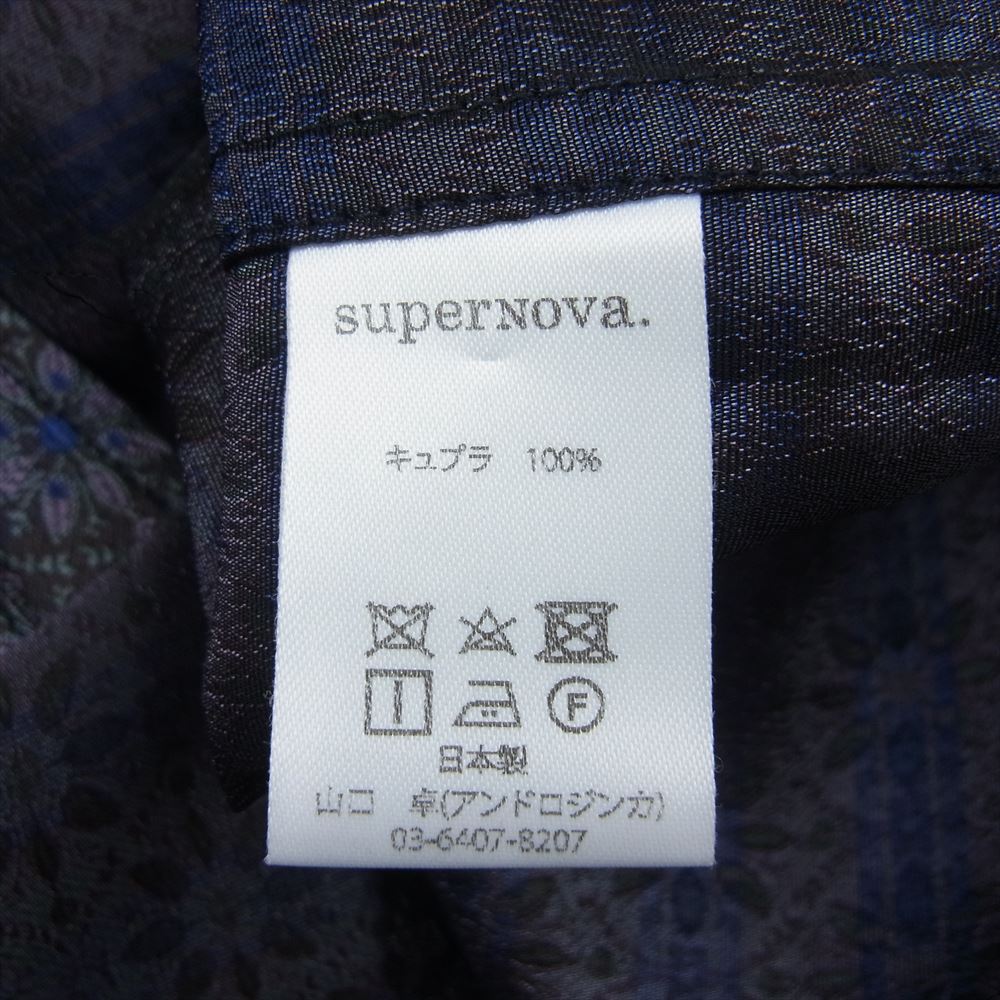 superNova.
キュプラ 100%
F
日本製
山口 卓(アンドロジンカ)
03-6407-8207